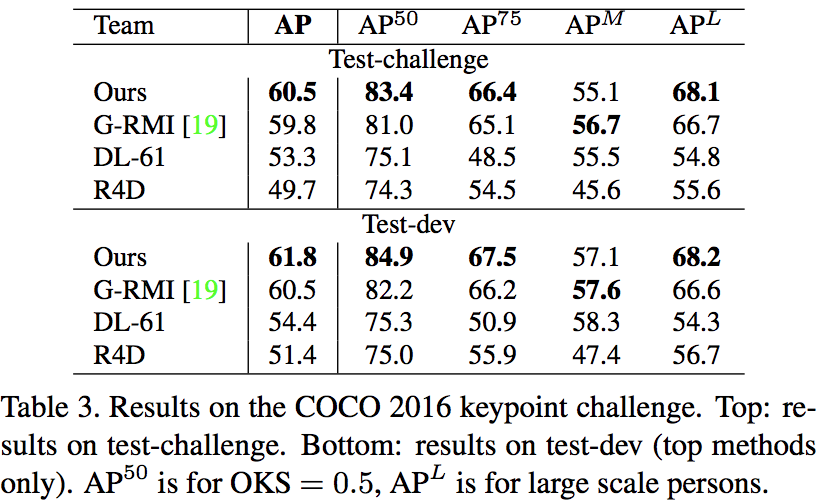 Team AP AP^50 AP^75 AP^M AP^L
Test-challenge
Ours 60.5 83.4 66.4 55.1 68.1
G-RMI [19] 59.8 81.0 65.1 56.7 66.7
DL-61 53.3 75.1 48.5 55.5 54.8
R4D 49.7 74.3 54.5 45.6 55.6
Test-dev
Ours 61.8 84.9 67.5 57.1 68.2
G-RMI [19] 60.5 82.2 66.2 57.6 66.6
DL-61 54.4 75.3 50.9 58.3 54.3
R4D 51.4 75.0 55.9 47.4 56.7
Table 3. Results on the COCO 2016 keypoint challenge. Top: re-
sults on test-challenge. Bottom: results on test-dev (top methods
only). AP^50 is for OKS = 0.5, AP^L is for large scale persons.